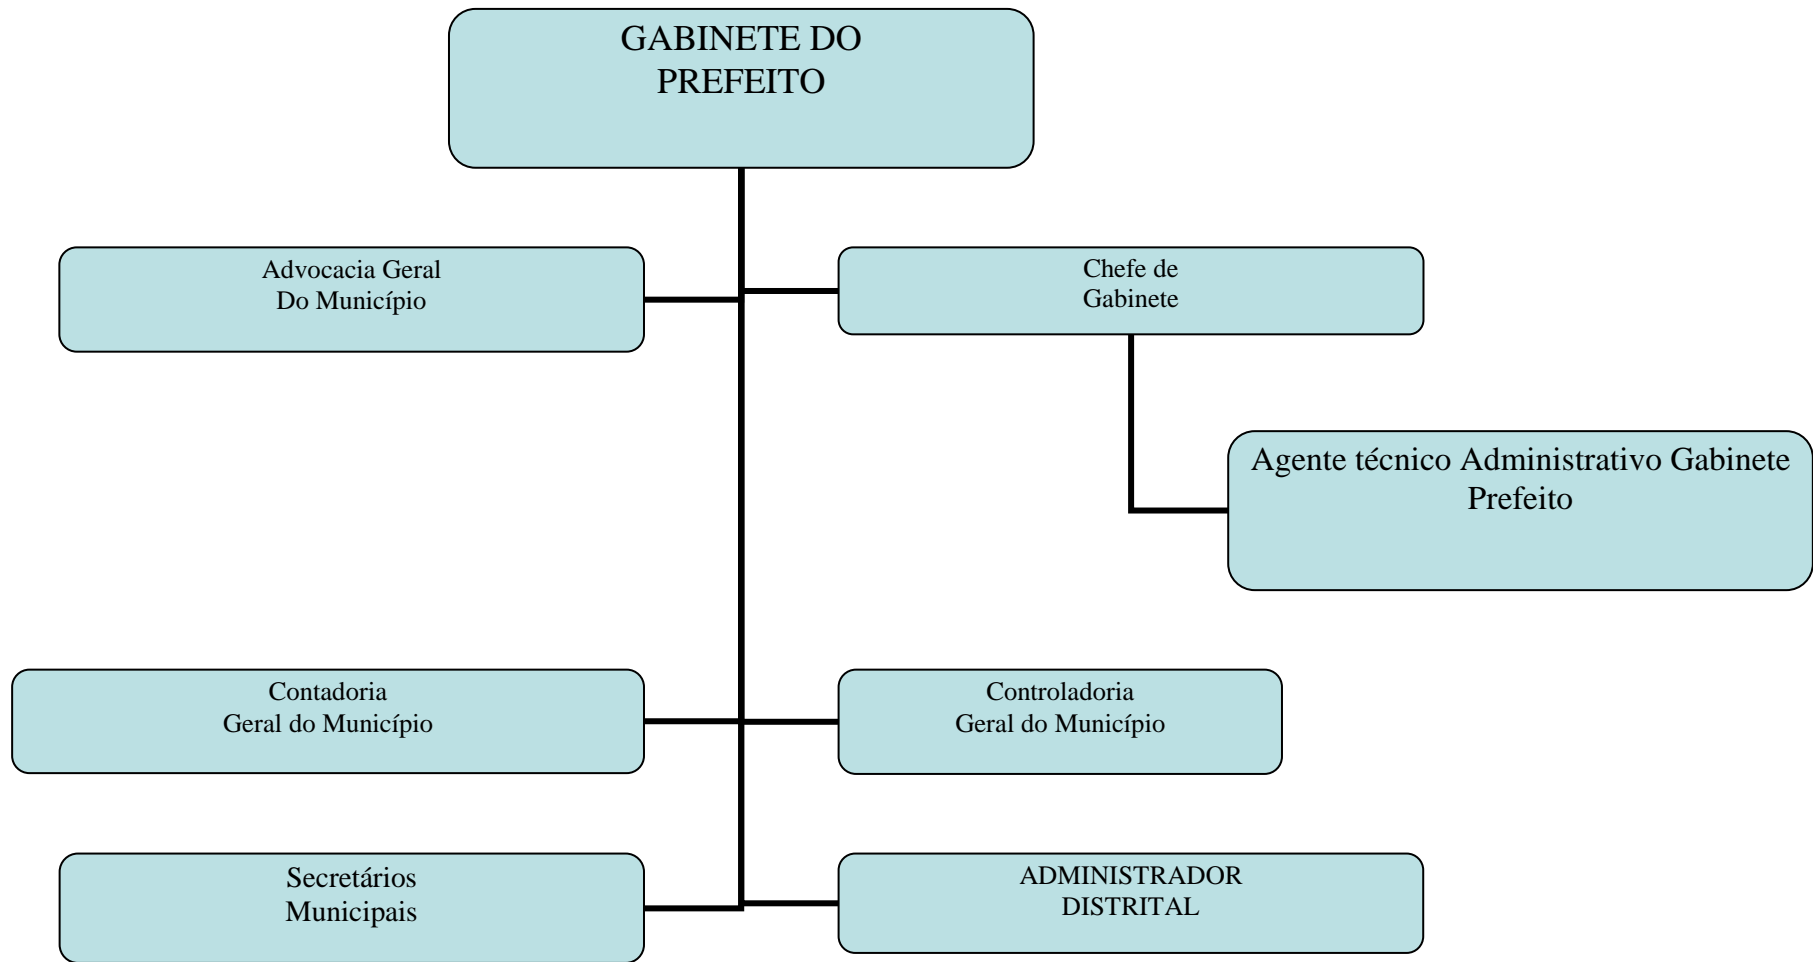 GABINETE DO
PREFEITO
Advocacia Geral
Do Município
Chefe de
Gabinete
Agente técnico Administrativo Gabinete
Prefeito
Contadoria
Geral do Município
Controladoria
Geral do Município
Secretários
Municipais
ADMINISTRADOR
DISTRITAL